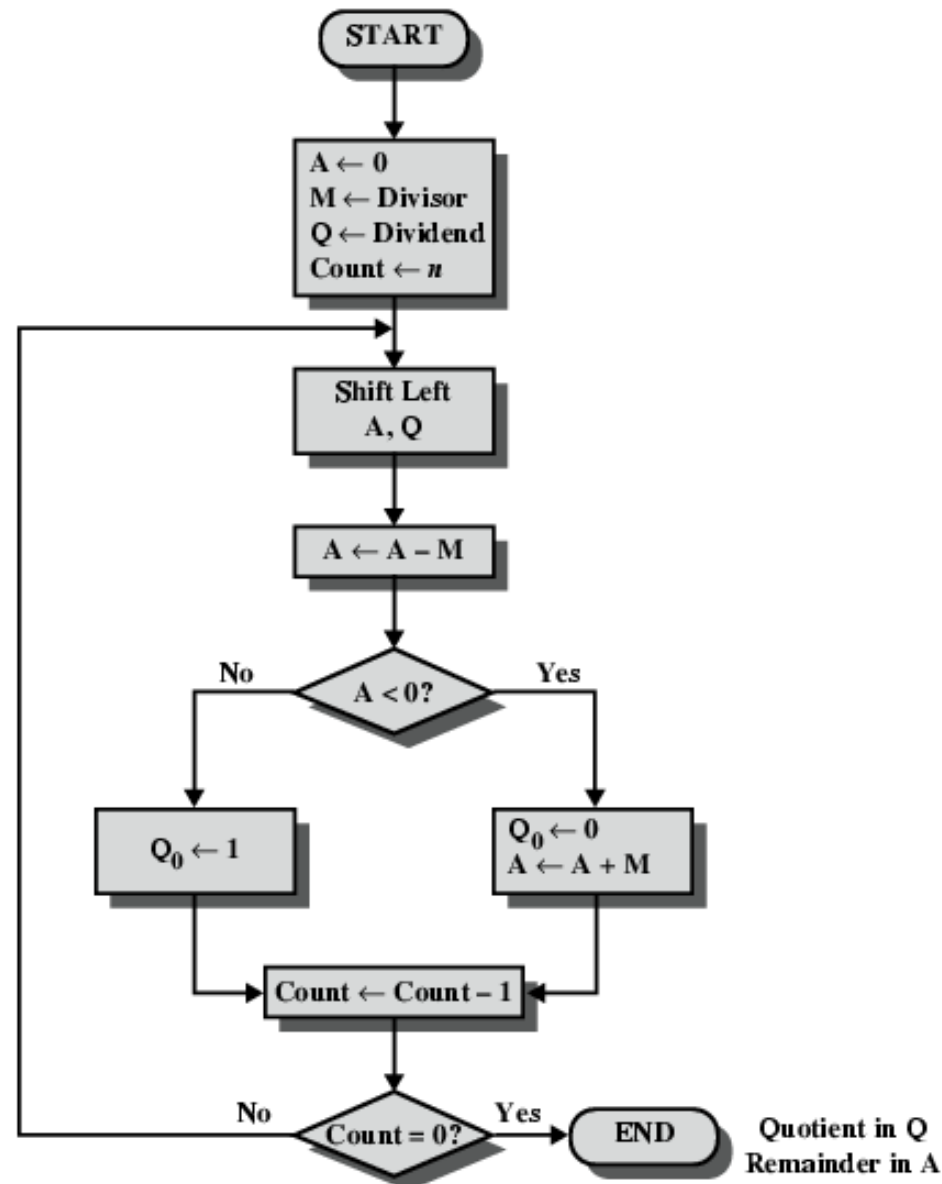 START
A ← 0
M ← Divisor
Q ← Dividend
Count ← n
Shift Left
A, Q
A ← A – M
No
A < 0?
Yes
Q₀ ← 1
Q₀ ← 0
A ← A + M
Count ← Count – 1
No
Count = 0?
Yes
END
Quotient in Q
Remainder in A